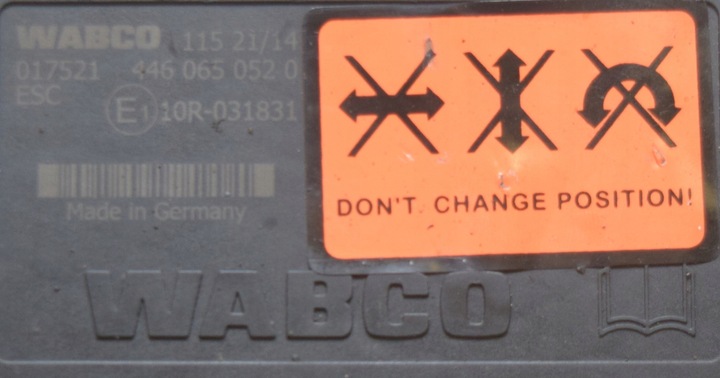 WABCO 115 21/14
017521 446 065 052 0
ESC
E1 10R-031831
Made in Germany
DON'T CHANGE POSITION!
WABCO